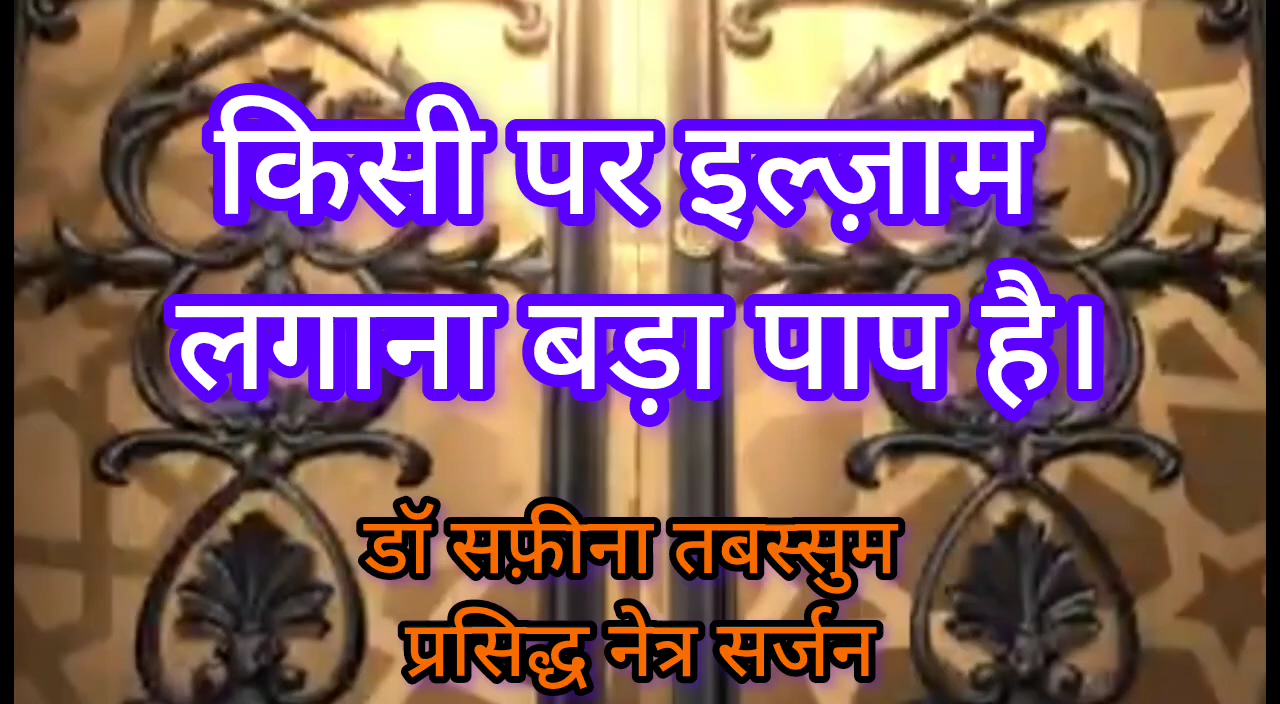 किसी पर इल्ज़ाम
लगाना बड़ा पाप है।
डॉ सफ़ीना तबस्सुम
प्रसिद्ध नेत्र सर्जन